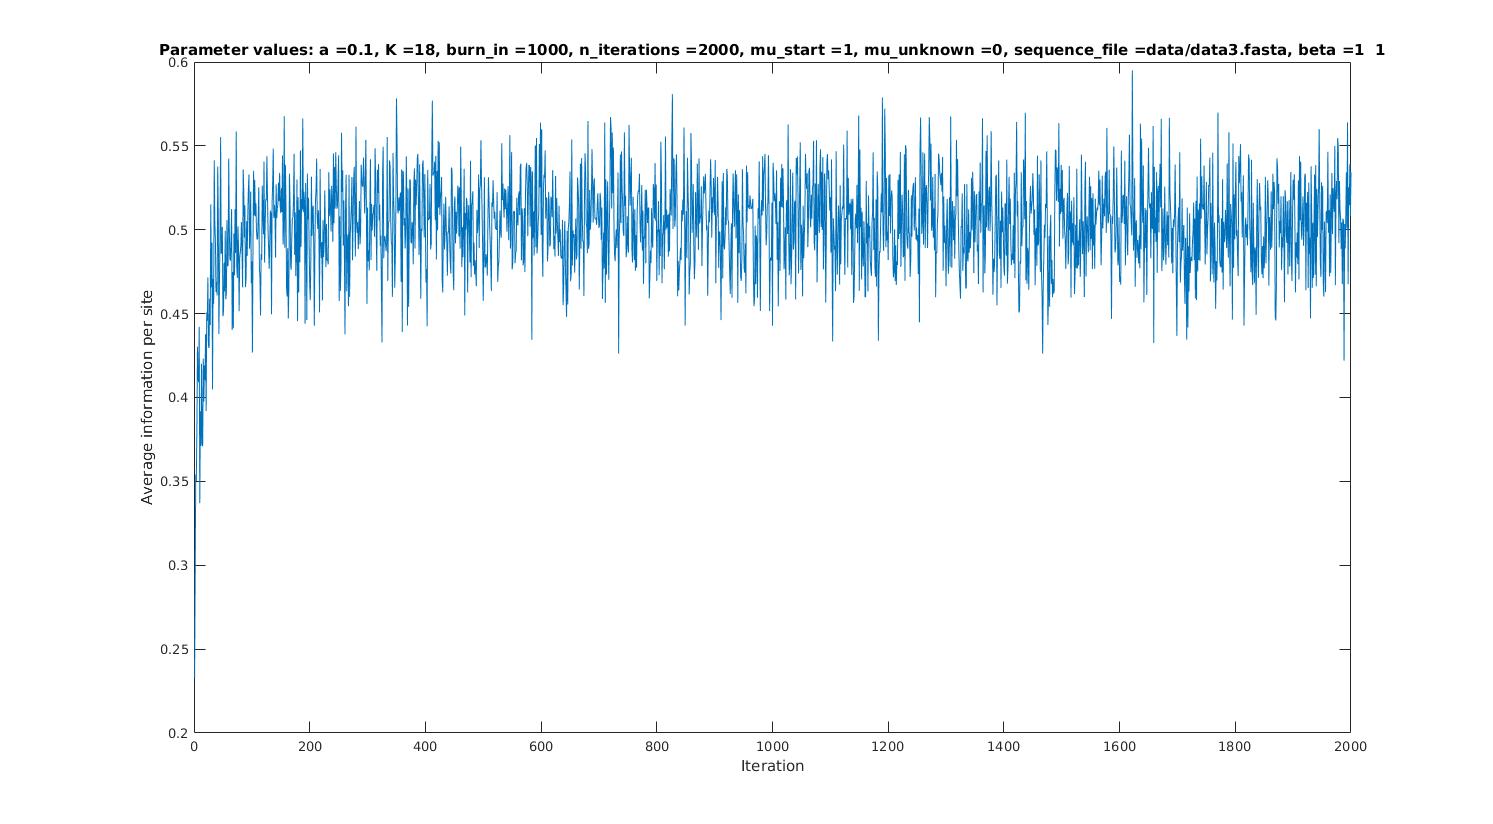 Parameter values: a =0.1, K =18, burn_in =1000, n_iterations =2000, mu_start =1, mu_unknown =0, sequence_file =data/data3.fasta, beta =1  1
0.6
0.55
0.5
0.45
0.4
0.35
0.3
0.25
0.2
Average information per site
0 200 400 600 800 1000 1200 1400 1600 1800 2000
Iteration